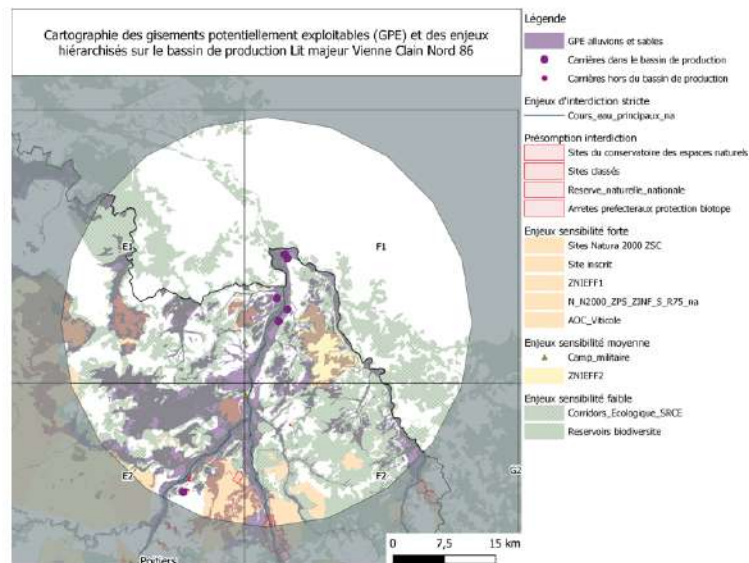 Cartographie des gisements potentiellement exploitables (GPE) et des enjeux
hiérarchisés sur le bassin de production Lit majeur Vienne Clain Nord 86
Légende
GPE alluvions et sables
Carrières dans le bassin de production
Carrières hors du bassin de production
Enjeux d'interdiction stricte
Cours_eau_principaux_na
Présomption interdiction
Sites du conservatoire des espaces naturels
Sites classés
Reserve_naturelle_nationale
Arretes prefecteraux protection biotope
Enjeux sensibilité forte
Sites Natura 2000 ZSC
Site inscrit
ZNIEFF1
N_N2000_ZPS_ZINF_S_R75_na
AOC_Viticole
Enjeux sensibilité moyenne
Camp_militaire
ZNIEFF2
Enjeux sensibilité faible
Corridors_Ecologique_SRCE
Reservoirs biodiversite
E1
F1
E2
F2
G2
Poitiers
0 7,5 15 km